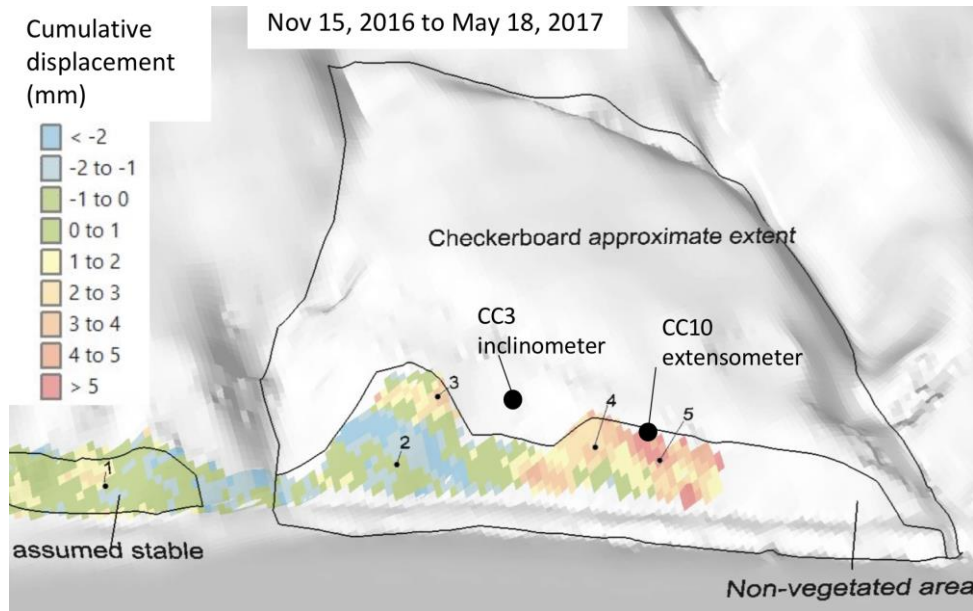 Nov 15, 2016 to May 18, 2017
Cumulative
displacement
(mm)
< -2
-2 to -1
-1 to 0
0 to 1
1 to 2
2 to 3
3 to 4
4 to 5
> 5
Checkerboard approximate extent
CC3
inclinometer
CC10
extensometer
3
4
5
2
1
assumed stable
Non-vegetated area